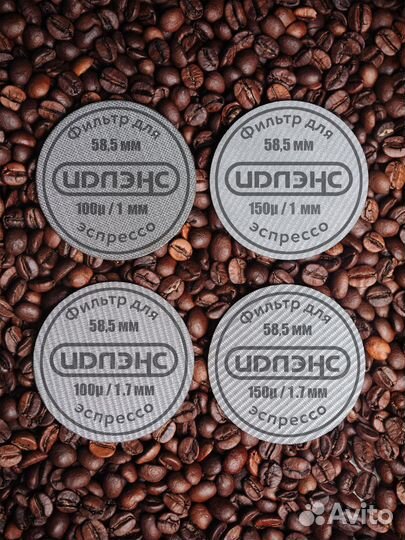 Фильтр для
58,5 мм
ИДЛЭНС
100μ / 1 мм
эспрессо
Фильтр для
58,5 мм
ИДЛЭНС
150μ / 1 мм
эспрессо
Фильтр для
58,5 мм
ИДЛЭНС
100μ / 1.7 мм
эспрессо
Фильтр для
58,5 мм
ИДЛЭНС
150μ / 1.7 мм
эспрессо
Avito